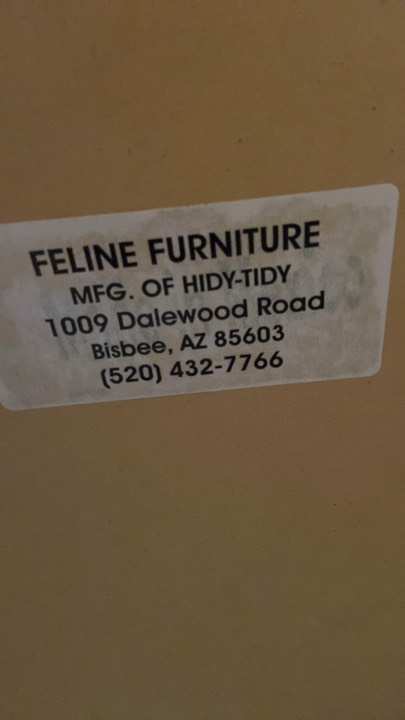 FELINE FURNITURE
MFG. OF HIDY-TIDY
1009 Dalewood Road
Bisbee, AZ 85603
(520) 432-7766